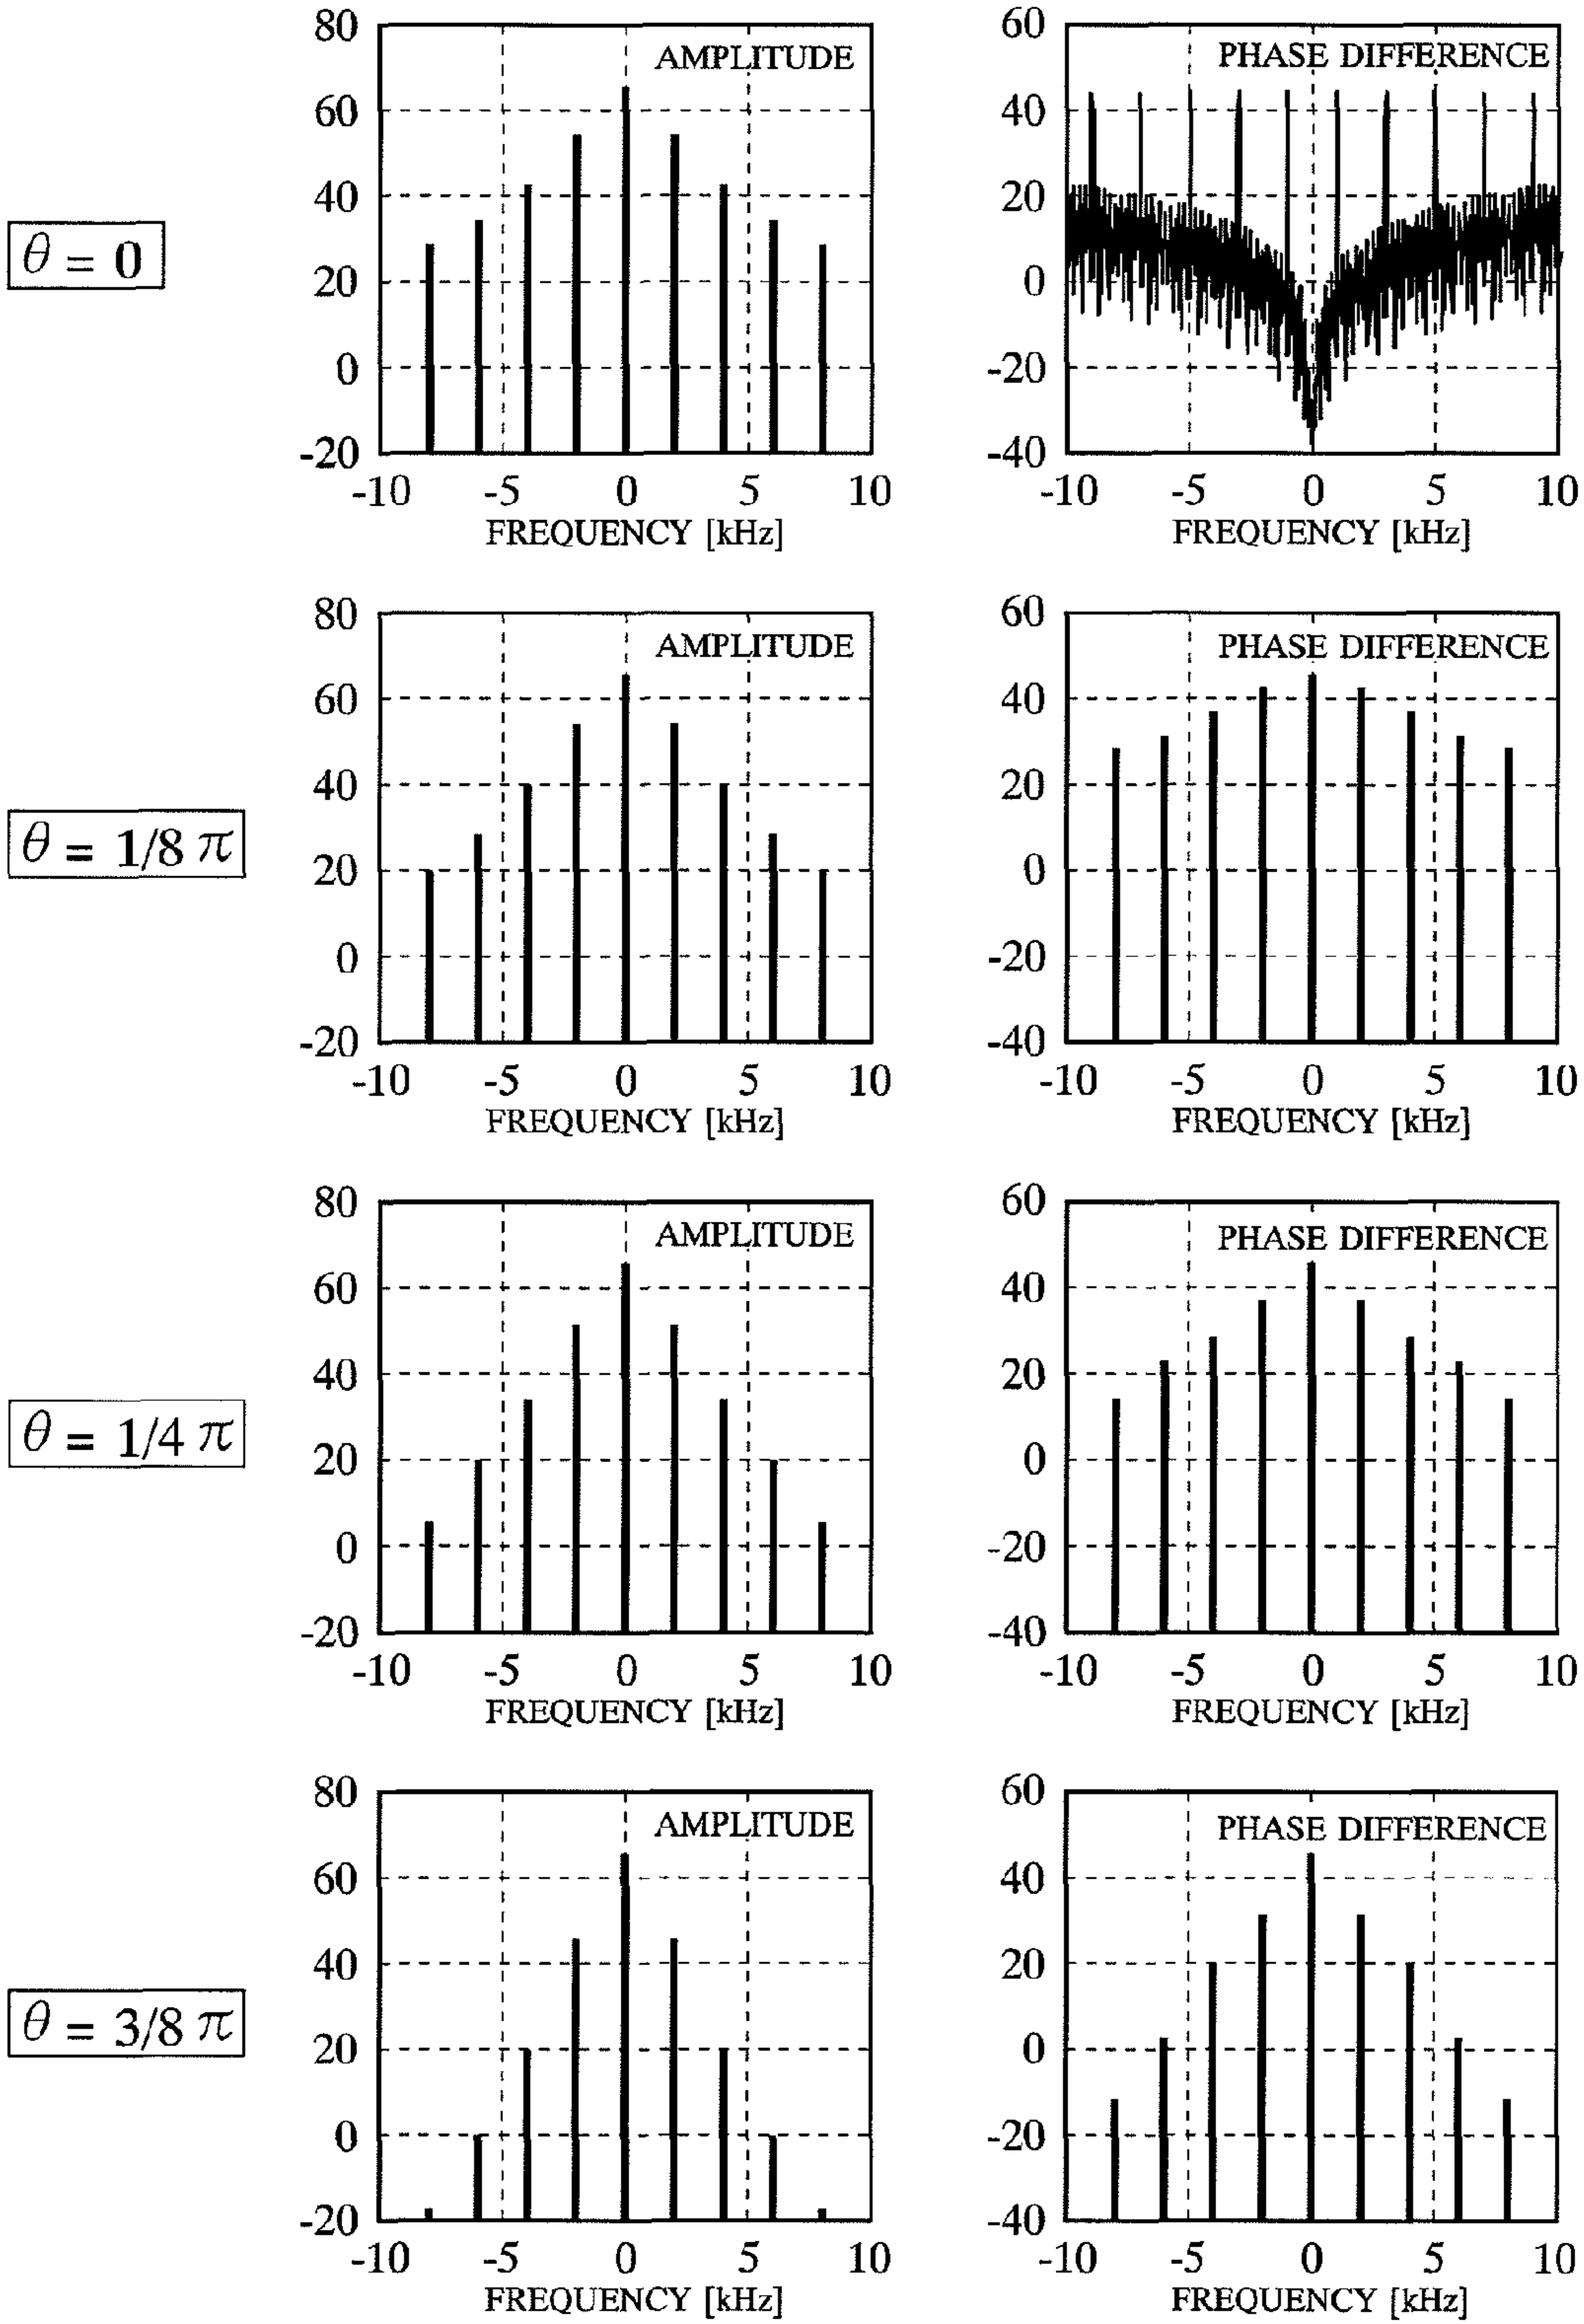 θ = 0
AMPLITUDE
80
60
40
20
0
-20
-10 -5 0 5 10
FREQUENCY [kHz]
PHASE DIFFERENCE
60
40
20
0
-20
-40
-10 -5 0 5 10
FREQUENCY [kHz]
θ = 1/8 π
AMPLITUDE
80
60
40
20
0
-20
-10 -5 0 5 10
FREQUENCY [kHz]
PHASE DIFFERENCE
60
40
20
0
-20
-40
-10 -5 0 5 10
FREQUENCY [kHz]
θ = 1/4 π
AMPLITUDE
80
60
40
20
0
-20
-10 -5 0 5 10
FREQUENCY [kHz]
PHASE DIFFERENCE
60
40
20
0
-20
-40
-10 -5 0 5 10
FREQUENCY [kHz]
θ = 3/8 π
AMPLITUDE
80
60
40
20
0
-20
-10 -5 0 5 10
FREQUENCY [kHz]
PHASE DIFFERENCE
60
40
20
0
-20
-40
-10 -5 0 5 10
FREQUENCY [kHz]